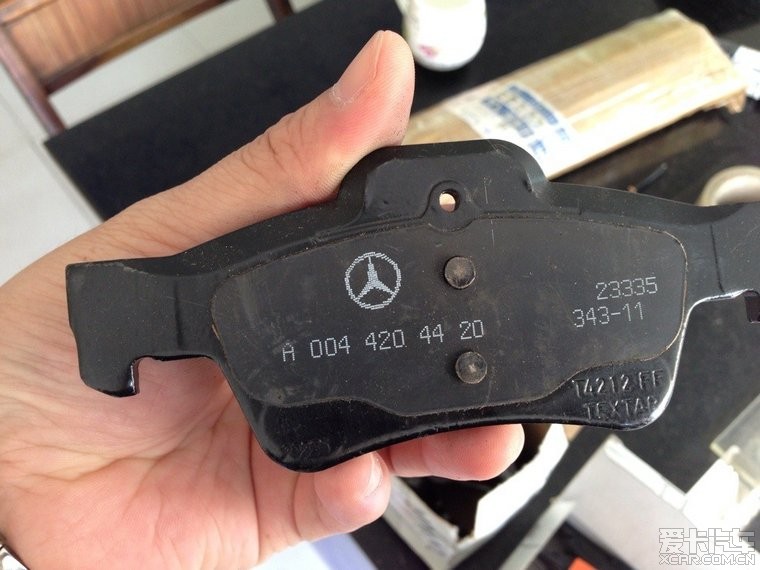 23335
A 004 420 44 20
343-11
T4212 FF
TEXTAR
爱卡汽车
XCAR.COM.CN